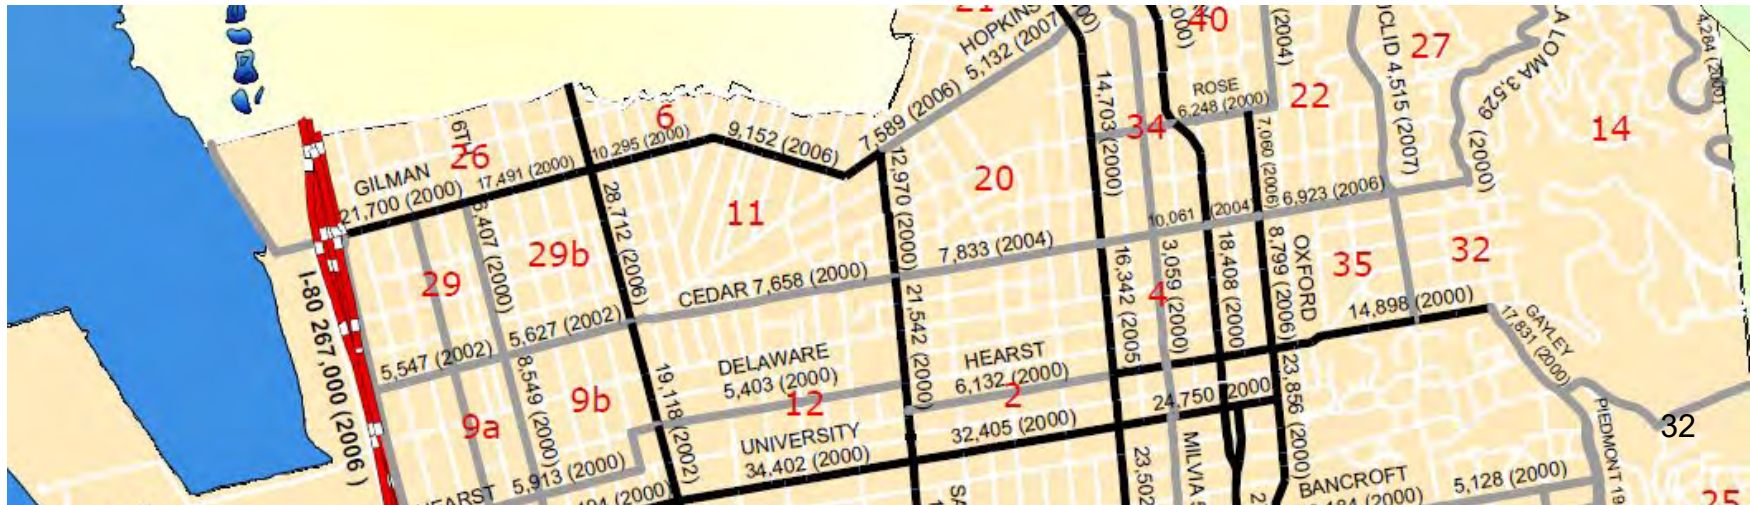 21
HOPKINS
5,132 (2007
7,589 (2006)
40
(2004)
ROSE
6,248 (2000)
22
CLID 4,515 (2007)
27
LA LOMA 3,529 (2000)
4,284 (2000)
14
6TH
26
GILMAN
21,700 (2000)
17,491 (2000)
6
10,295 (2000)
9,152 (2006)
12,970 (2000)
20
14,703 (2000)
34
7,060 (2006)
6,923 (2006)
10,061 (2004)
6,407 (2000)
28,712 (2006)
11
29b
29
7,833 (2004)
CEDAR 7,658 (2000)
21,542 (2000)
16,342 (2005)
3,059 (2000)
4
18,408 (2000
8,799 (2006)
OXFORD
35
32
14,898 (2000)
GAYLEY
17,831 (2000)
I-80 267,000 (2006 )
5,547 (2002)
5,627 (2002)
8,549 (2000)
19,118 (2002)
DELAWARE
5,403 (2000)
12
HEARST
6,132 (2000)
2
24,750 (2000
23,856 (2000)
9a
9b
UNIVERSITY
34,402 (2000)
32,405 (2000)
23,502
MILVIA
PIEDMONT 19
32
HEARST
5,913 (2000)
SA
BANCROFT
5,128 (2000)
25